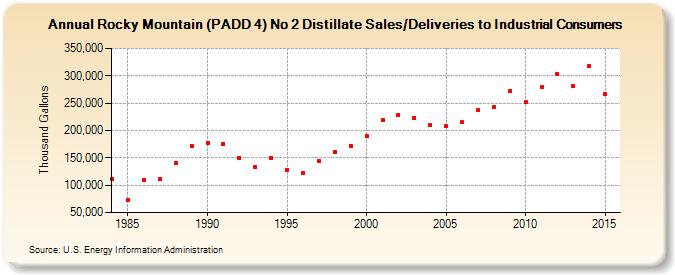 Annual Rocky Mountain (PADD 4) No 2 Distillate Sales/Deliveries to Industrial Consumers
Thousand Gallons
350,000
300,000
250,000
200,000
150,000
100,000
50,000
1985 1990 1995 2000 2005 2010 2015
Source: U.S. Energy Information Administration